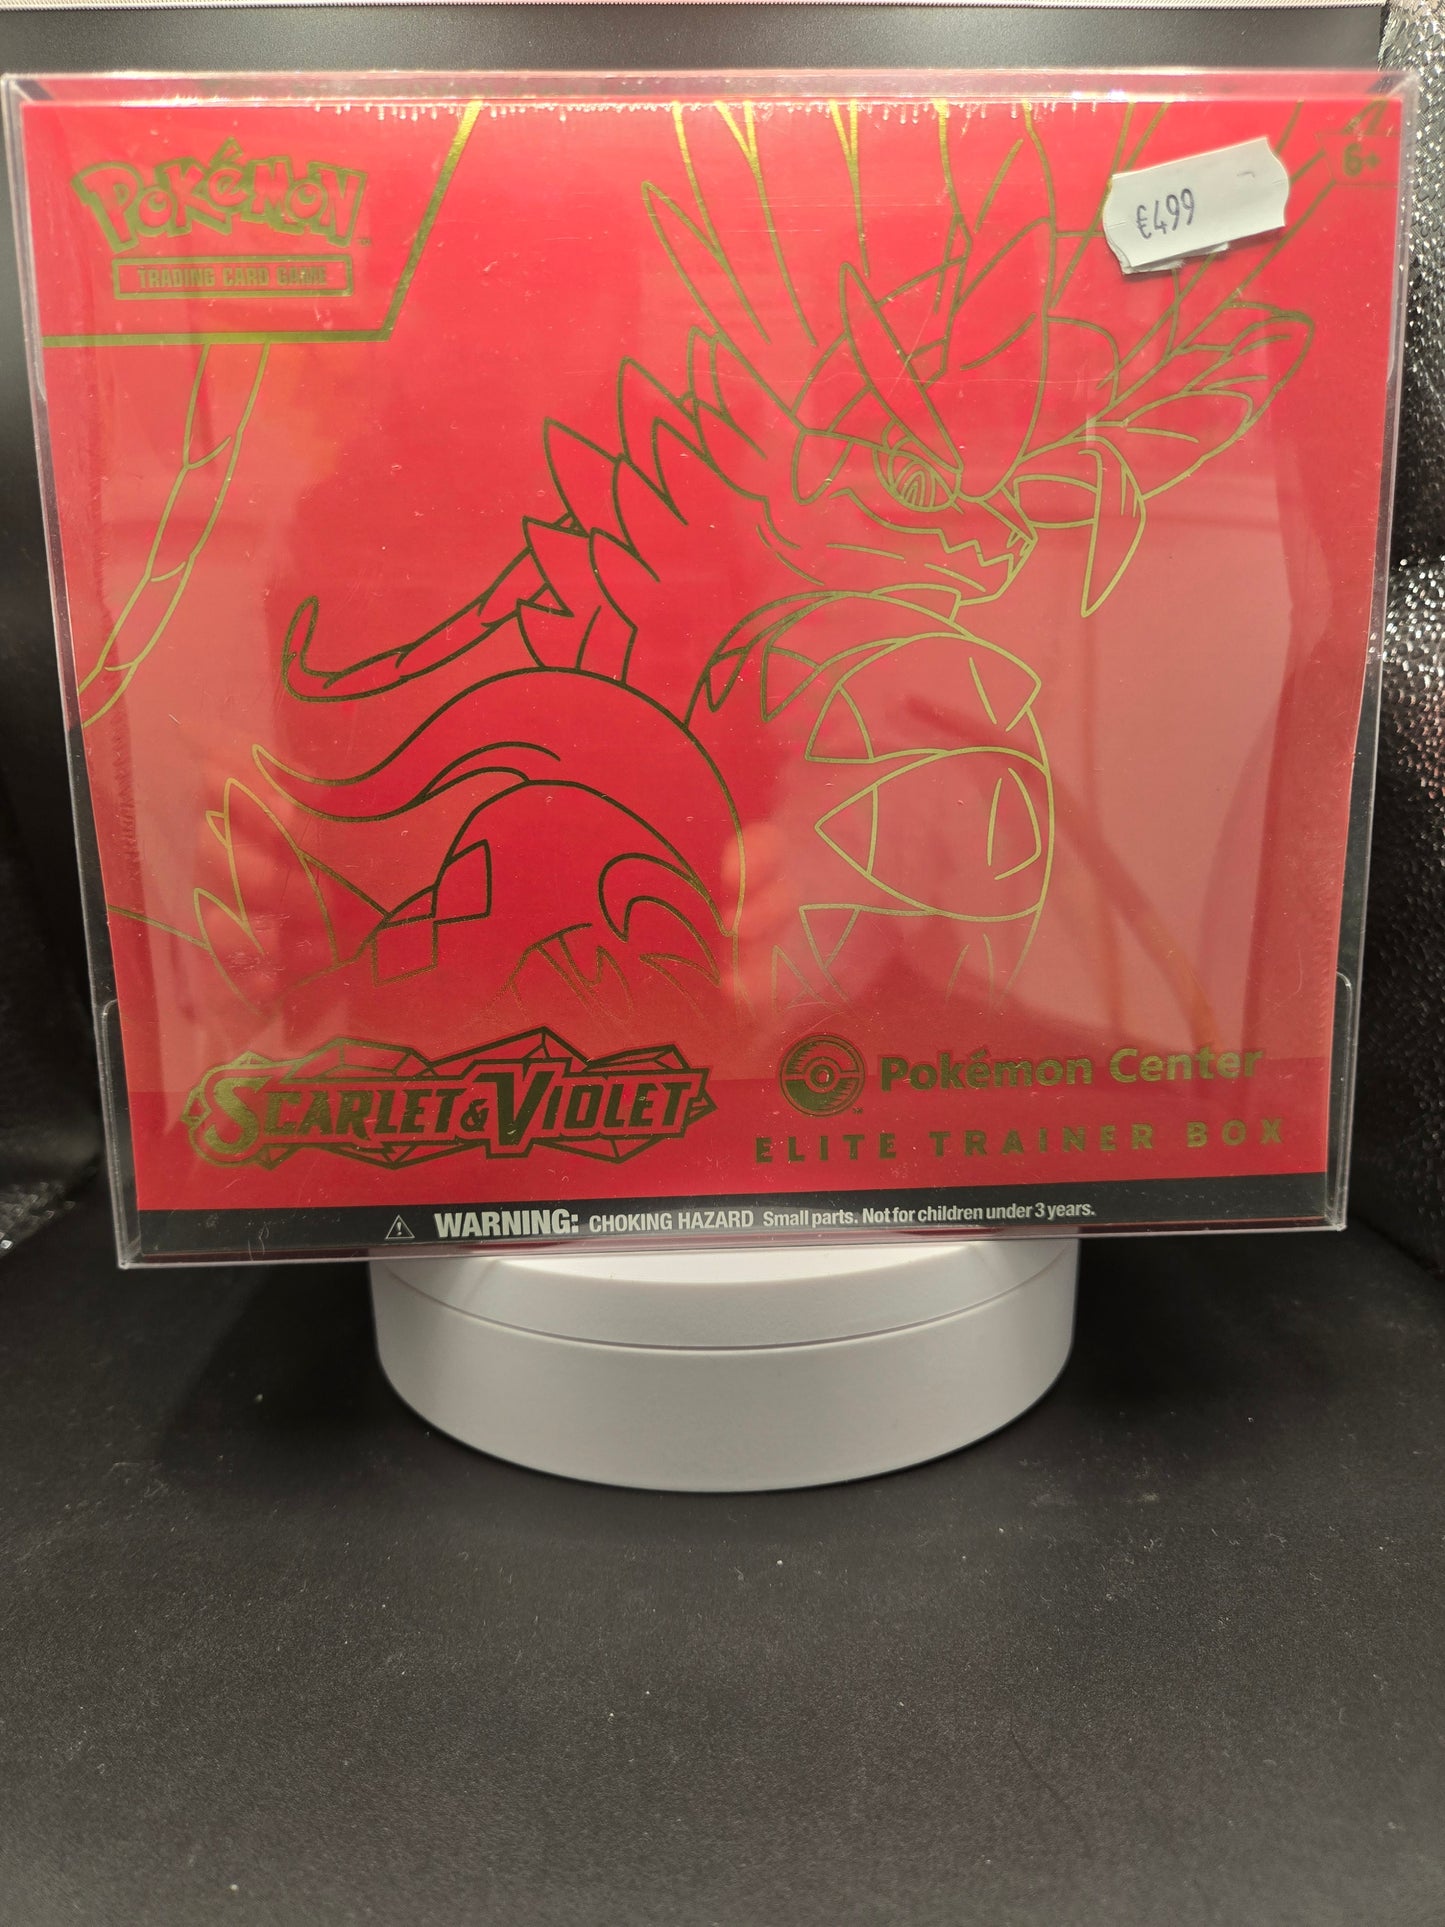 Pokémon
TRADING CARD GAME
€499
6+
SCARLET & VIOLET
Pokémon Center
ELITE TRAINER BOX
WARNING: CHOKING HAZARD Small parts. Not for children under 3 years.